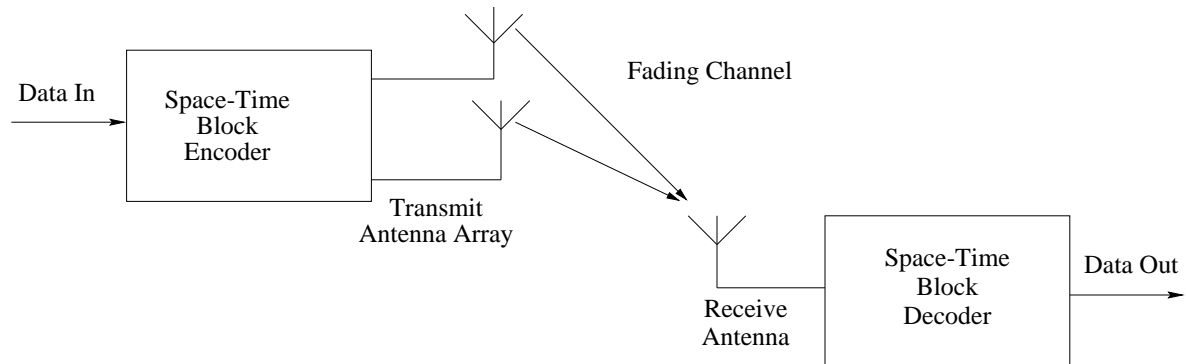 Data In
Space-Time
Block
Encoder
Transmit
Antenna Array
Fading Channel
Receive
Antenna
Space-Time
Block
Decoder
Data Out